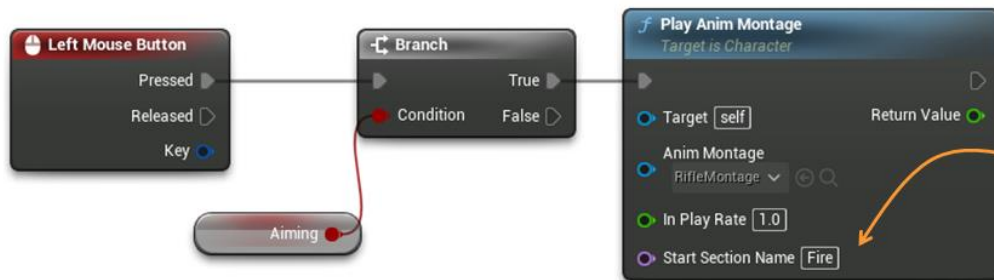 Left Mouse Button
Pressed
Released
Key
Aiming
Branch
True
Condition
False
f Play Anim Montage
Target is Character
Target self
Return Value
Anim Montage
RifleMontage
In Play Rate 1.0
Start Section Name Fire